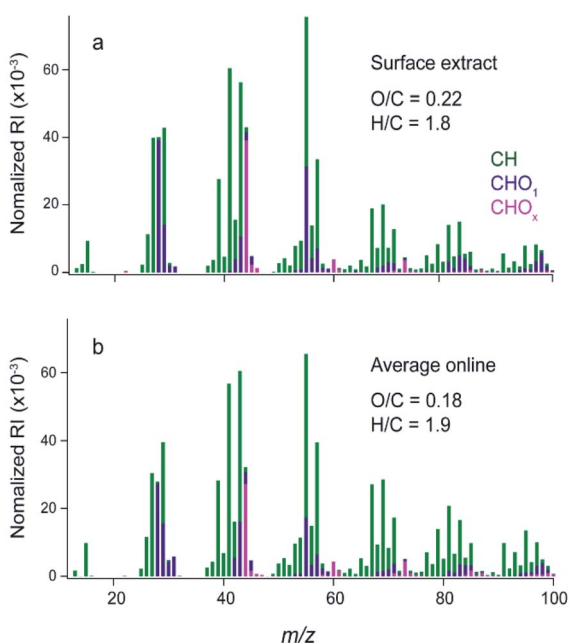 a
Surface extract
O/C = 0.22
H/C = 1.8
CH
CHO1
CHOx
Nomalized RI (x10-3)
60
40
20
0
b
Average online
O/C = 0.18
H/C = 1.9
Nomalized RI (x10-3)
60
40
20
0
20 40 60 80 100
m/z